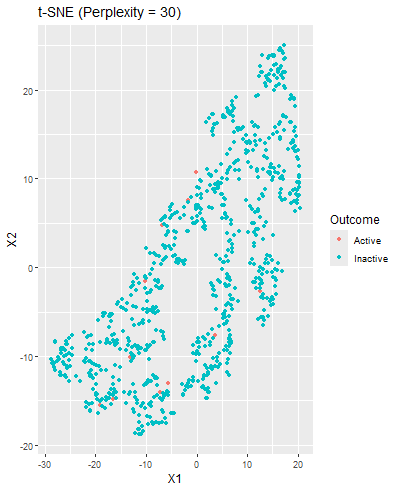 t-SNE (Perplexity = 30)
20
10
0
-10
-20
X2
-30
-20
-10
0
10
20
X1
Outcome
Active
Inactive